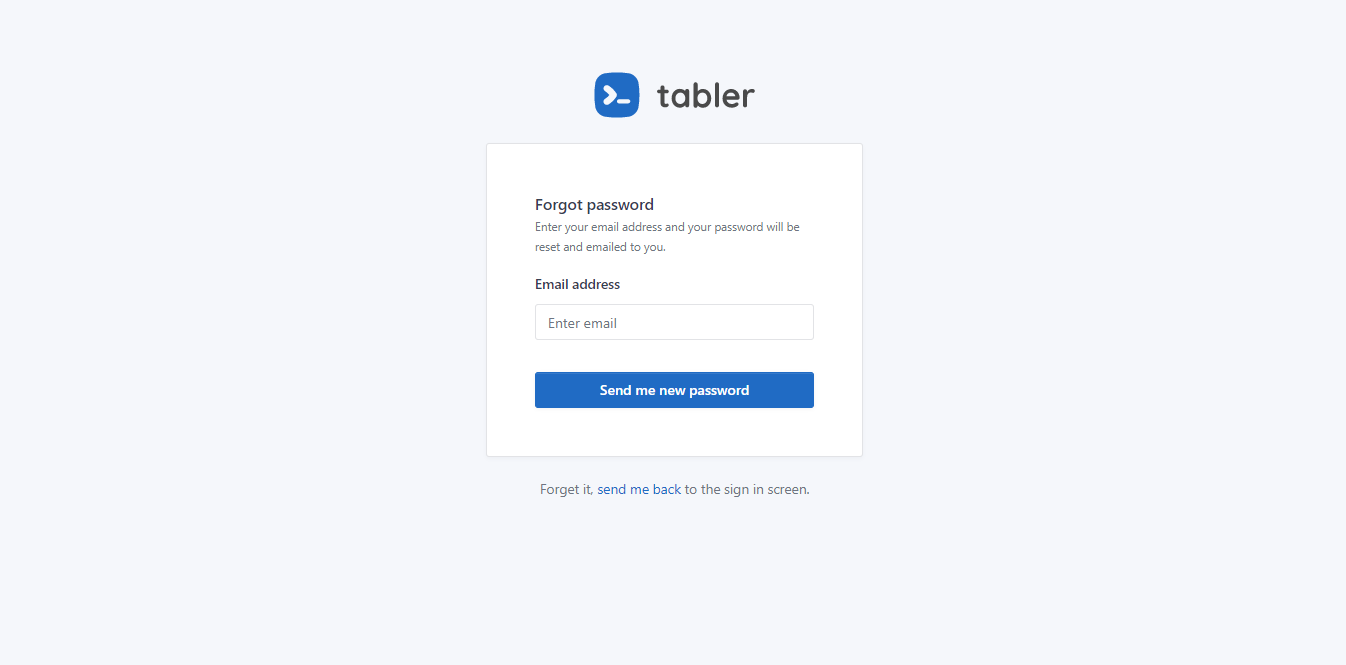 tabler
Forgot password
Enter your email address and your password will be
reset and emailed to you.
Email address
Enter email
Send me new password
Forget it, send me back to the sign in screen.